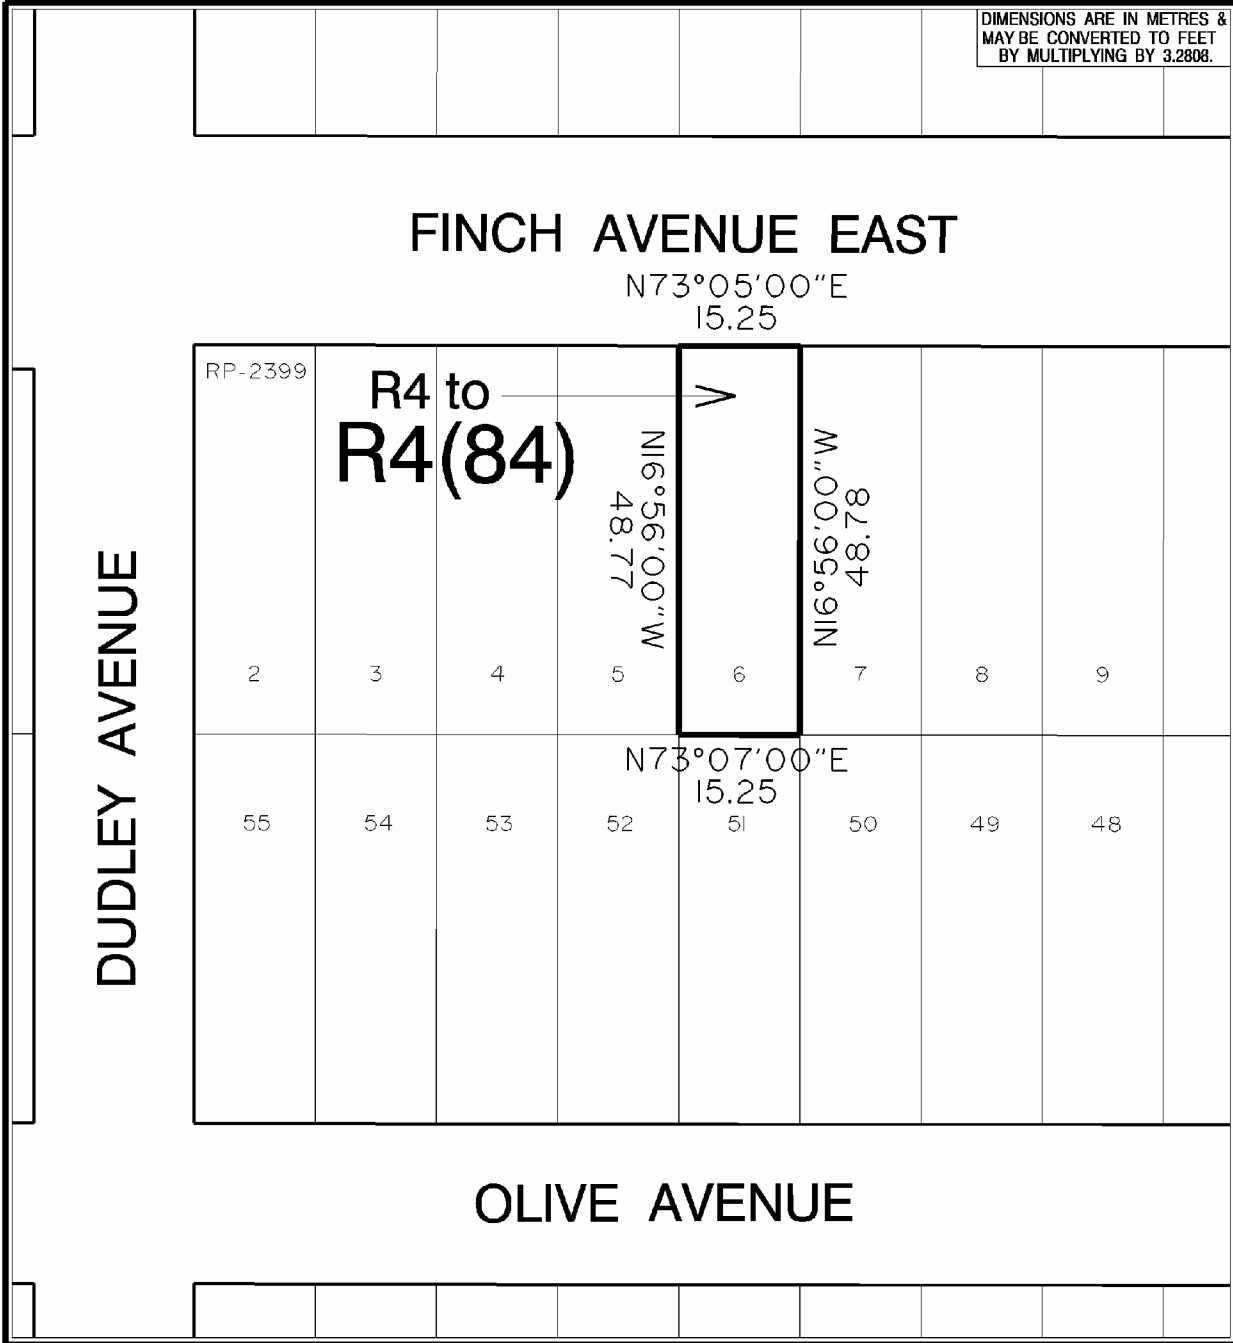 DIMENSIONS ARE IN METRES &
MAY BE CONVERTED TO FEET
BY MULTIPLYING BY 3.2808.
FINCH AVENUE EAST
N73°05'00"E
15.25
RP-2399
R4 to
R4(84)
N16°56'00"W
48.77
N16°56'00"W
48.78
DUDLEY AVENUE
2 3 4 5 6 7 8 9
N73°07'00"E
15.25
55 54 53 52 51 50 49 48
OLIVE AVENUE